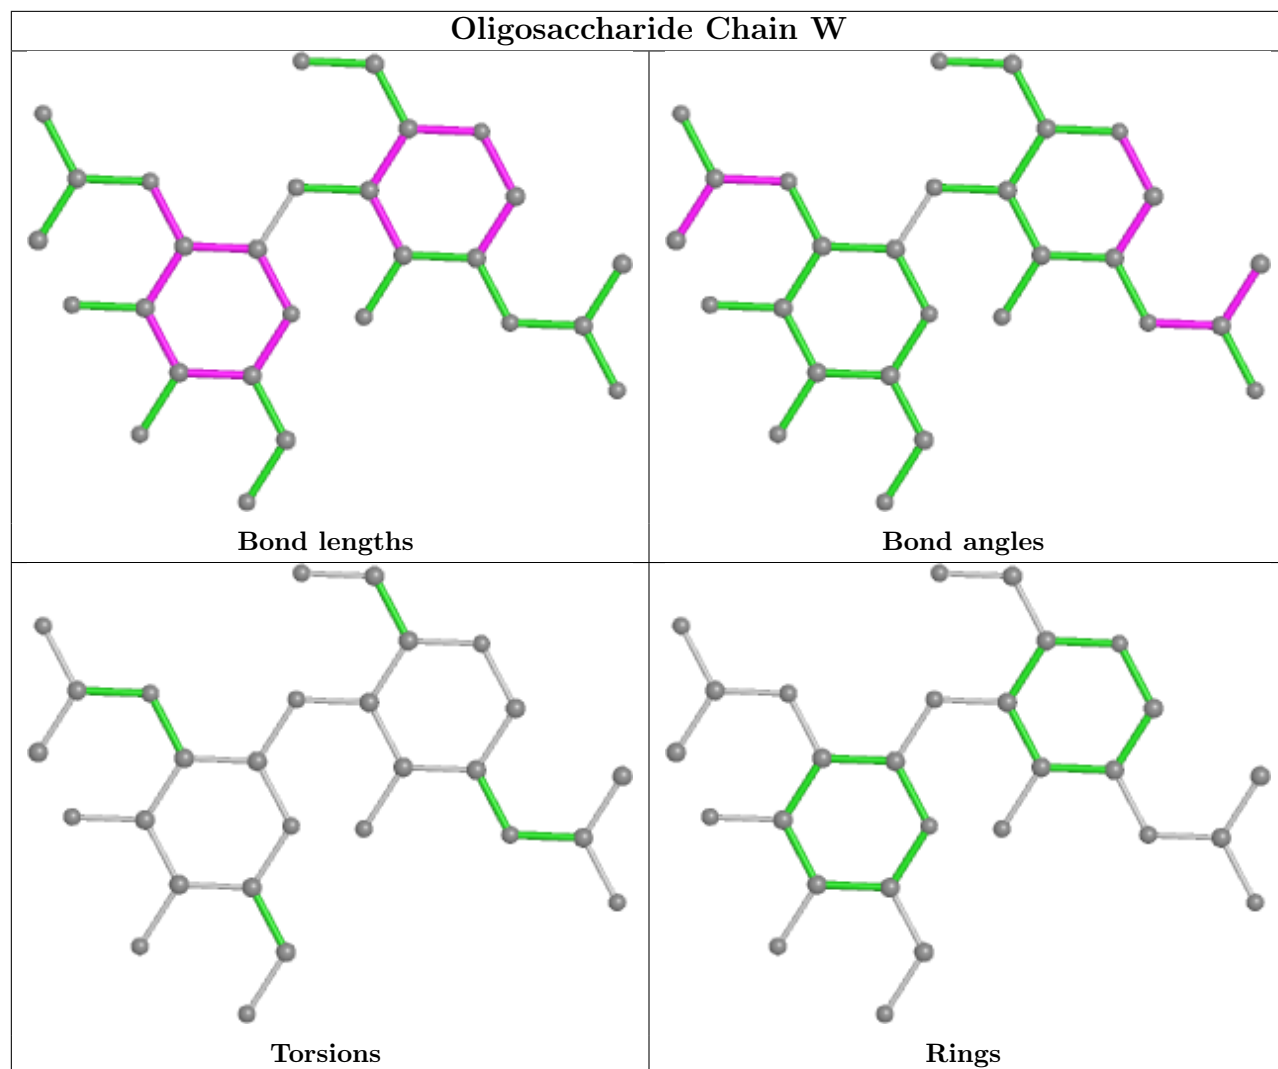 Oligosaccharide Chain W
Bond lengths
Bond angles
Torsions
Rings